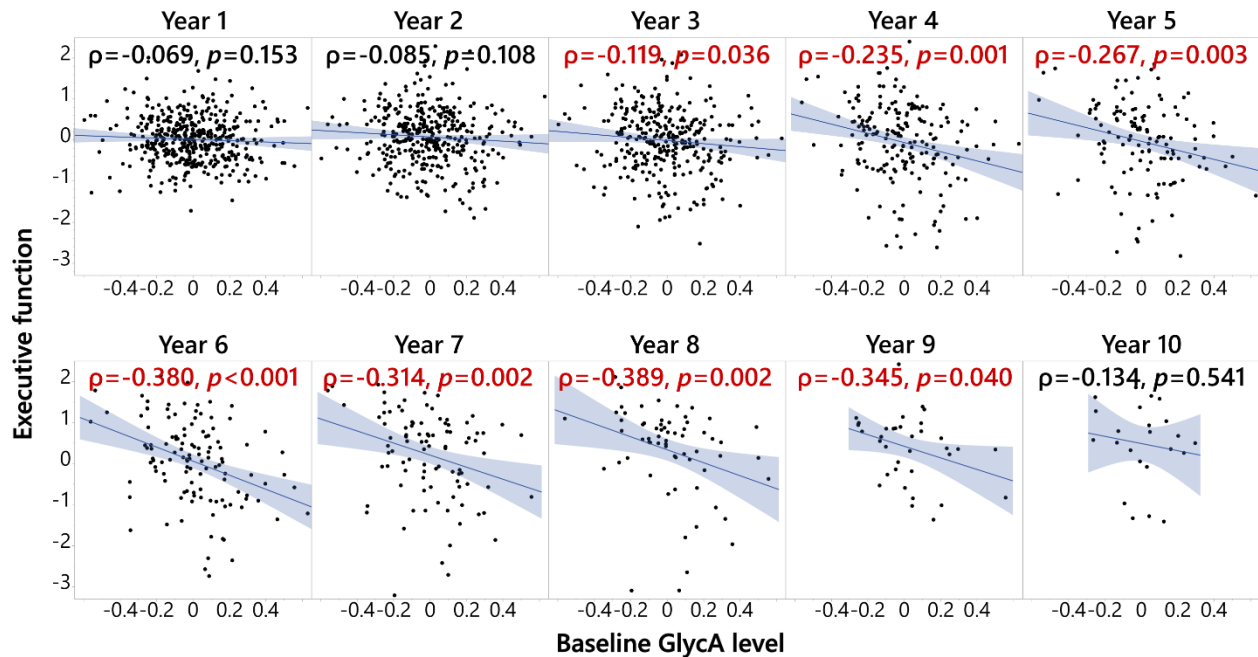 Year 1
Year 2
Year 3
Year 4
Year 5
ρ=-0.069, p=0.153
ρ=-0.085, p=0.108
ρ=-0.119, p=0.036
ρ=-0.235, p=0.001
ρ=-0.267, p=0.003
2
1
0
-1
-2
-3
-0.4 -0.2 0 0.2 0.4
-0.4 -0.2 0 0.2 0.4
-0.4 -0.2 0 0.2 0.4
-0.4 -0.2 0 0.2 0.4
-0.4 -0.2 0 0.2 0.4
Executive function
Year 6
Year 7
Year 8
Year 9
Year 10
ρ=-0.380, p<0.001
ρ=-0.314, p=0.002
ρ=-0.389, p=0.002
ρ=-0.345, p=0.040
ρ=-0.134, p=0.541
2
1
0
-1
-2
-3
-0.4 -0.2 0 0.2 0.4
-0.4 -0.2 0 0.2 0.4
-0.4 -0.2 0 0.2 0.4
-0.4 -0.2 0 0.2 0.4
-0.4 -0.2 0 0.2 0.4
Baseline GlycA level